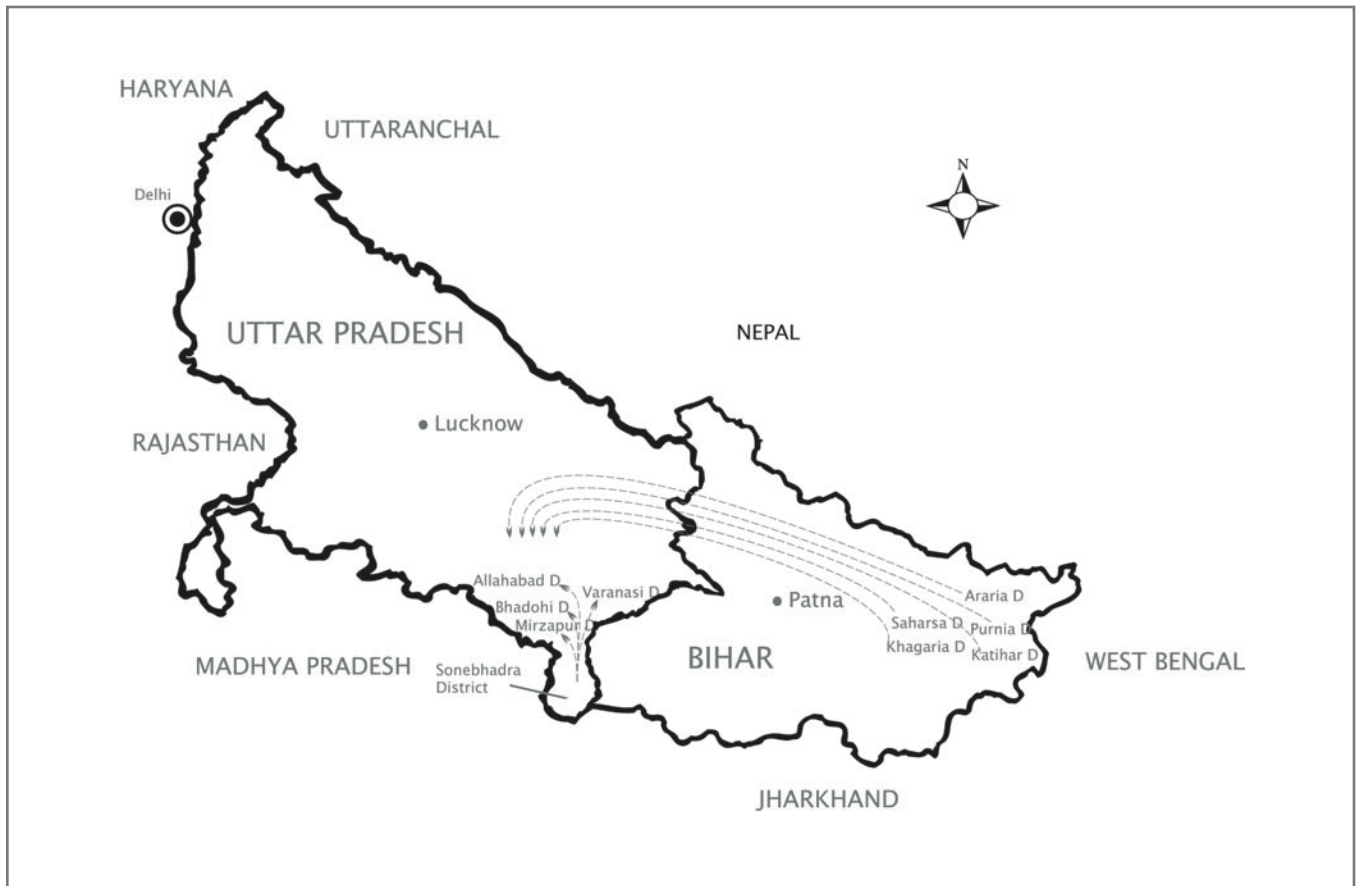 HARYANA
UTTARANCHAL
N
Delhi
UTTAR PRADESH
NEPAL
Lucknow
RAJASTHAN
Allahabad D
Varanasi D
Bhadohi D
Mirzapur D
Patna
Araria D
Saharsa D
Purnia D
Khagaria D
Katihar D
MADHYA PRADESH
Sonebhadra
District
BIHAR
WEST BENGAL
JHARKHAND